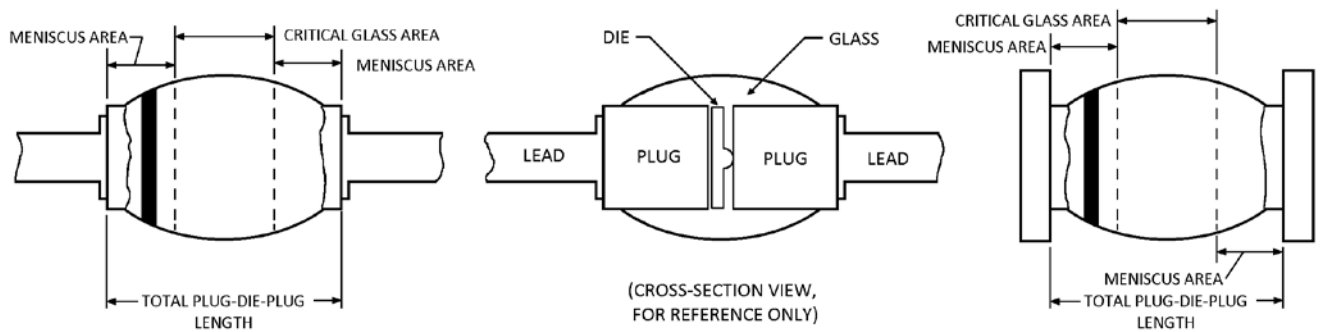 MENISCUS AREA
CRITICAL GLASS AREA
MENISCUS AREA
TOTAL PLUG-DIE-PLUG
LENGTH
DIE
GLASS
LEAD
PLUG
PLUG
LEAD
(CROSS-SECTION VIEW,
FOR REFERENCE ONLY)
CRITICAL GLASS AREA
MENISCUS AREA
MENISCUS AREA
TOTAL PLUG-DIE-PLUG
LENGTH